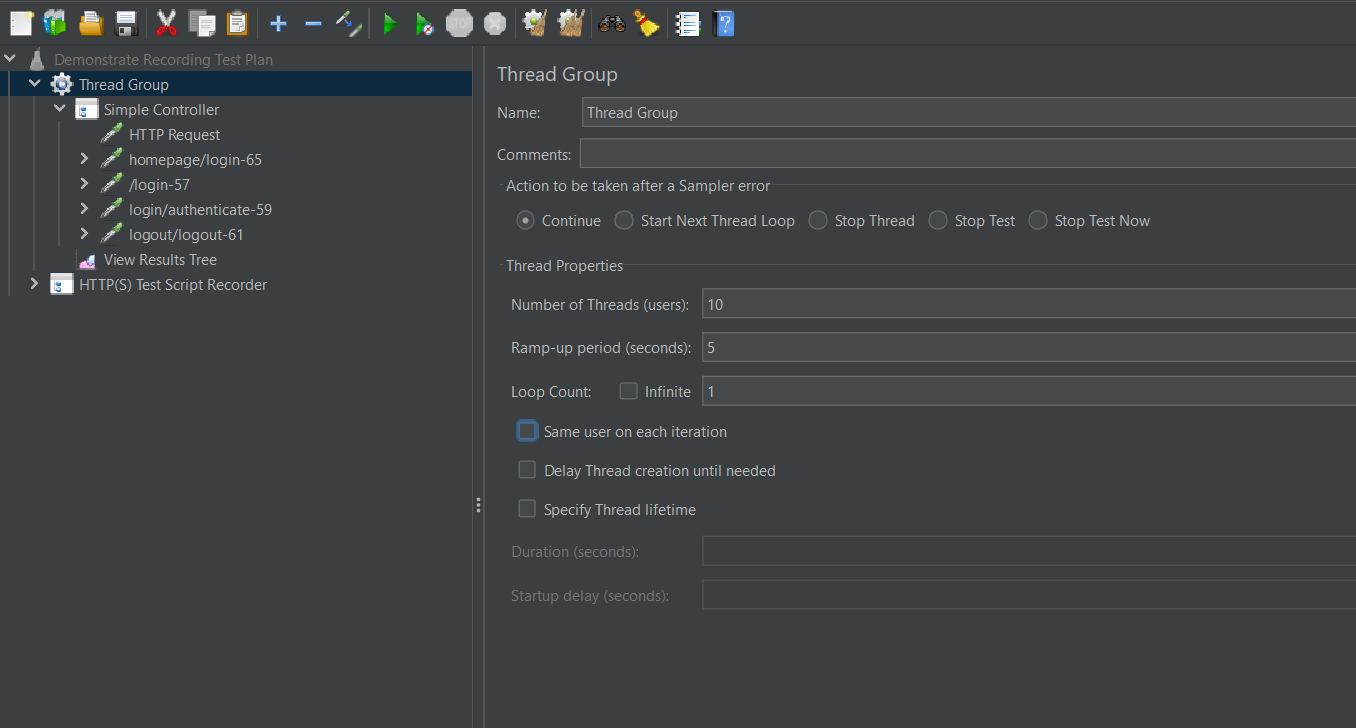 STOP
?
Demonstrate Recording Test Plan
Thread Group
Simple Controller
HTTP Request
homepage/login-65
/login-57
login/authenticate-59
logout/logout-61
View Results Tree
HTTP(S) Test Script Recorder
Thread Group
Name: Thread Group
Comments:
Action to be taken after a Sampler error
Continue Start Next Thread Loop Stop Thread Stop Test Stop Test Now
Thread Properties
Number of Threads (users): 10
Ramp-up period (seconds): 5
Loop Count: Infinite 1
Same user on each iteration
Delay Thread creation until needed
Specify Thread lifetime
Duration (seconds):
Startup delay (seconds):